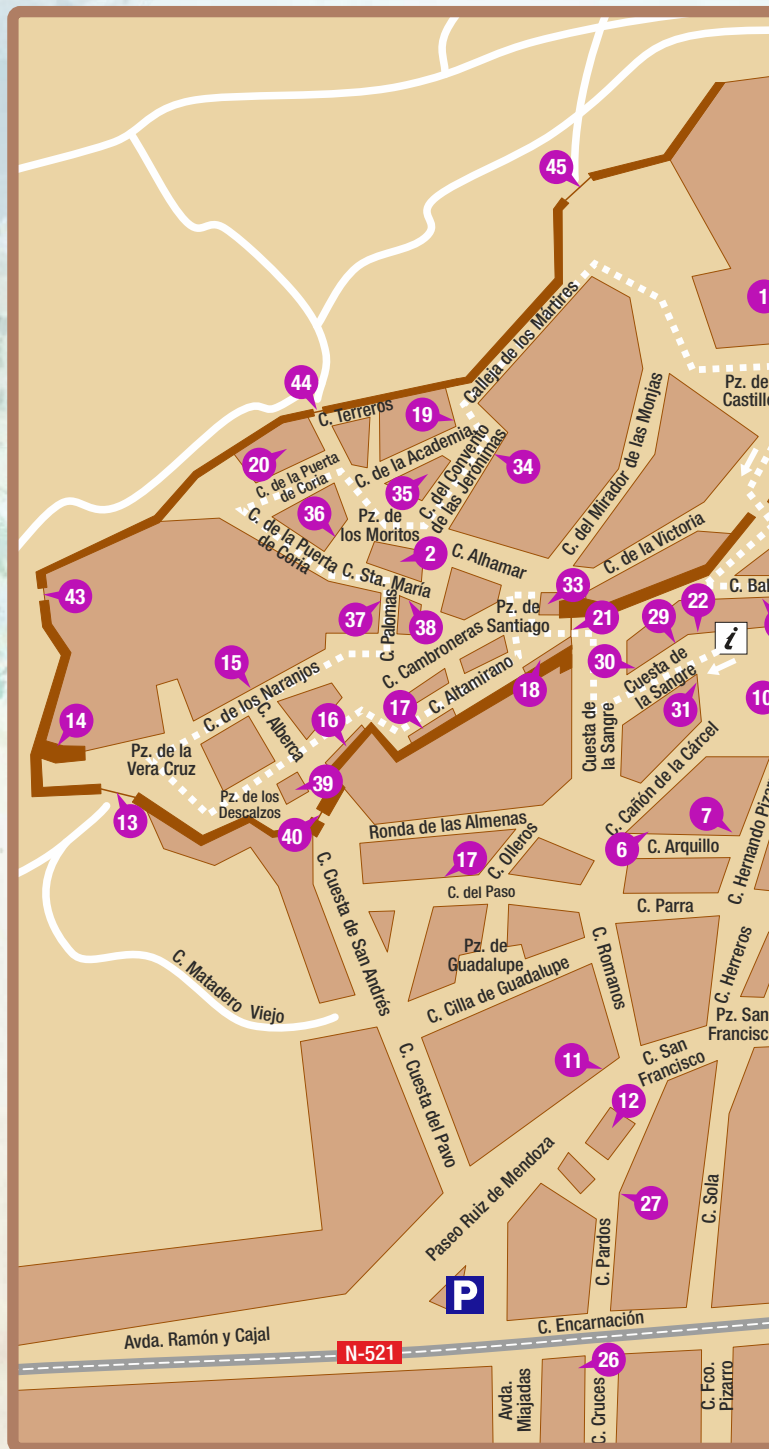 45
1
Calleja de los Mártires
Pz. de
Castill
44
C. Terreros
19
C. de la Academia
C. del Convento
de las Jerónimas
34
C. del Mirador de las Monjas
20
C. de la Puerta
de Coria
35
36
Pz. de
los Moritos
C. de la Puerta
de Coria
2
C. Alhamar
C. de la Victoria
C. Sta. María
43
33
C. Bal
37
C. Palomas
38
Pz. de
Santiago
21
29
22
i
15
C. de los Naranjos
C. Cambroneras
30
Cuesta de
la Sangre
18
31
10
C. Alberca
16
17
C. Altamirano
14
Pz. de la
Vera Cruz
Cuesta de
la Sangre
C. Cañón de la Cárcel
39
Pz. de los
Descalzos
13
40
Ronda de las Almenas
7
6
C. Arquillo
C. Hernando Pizar
17
C. Olleros
C. del Paso
C. Parra
C. Cuesta de San Andrés
Pz. de
Guadalupe
C. Romanos
C. Herreros
C. Matadero Viejo
C. Cilla de Guadalupe
Pz. San
Francisc
C. San
Francisco
11
C. Cuesta del Pavo
12
Paseo Ruiz de Mendoza
27
C. Sola
C. Pardos
P
C. Encarnación
Avda. Ramón y Cajal
N-521
26
Avda.
Miajadas
C. Cruces
C. Fco.
Pizarro